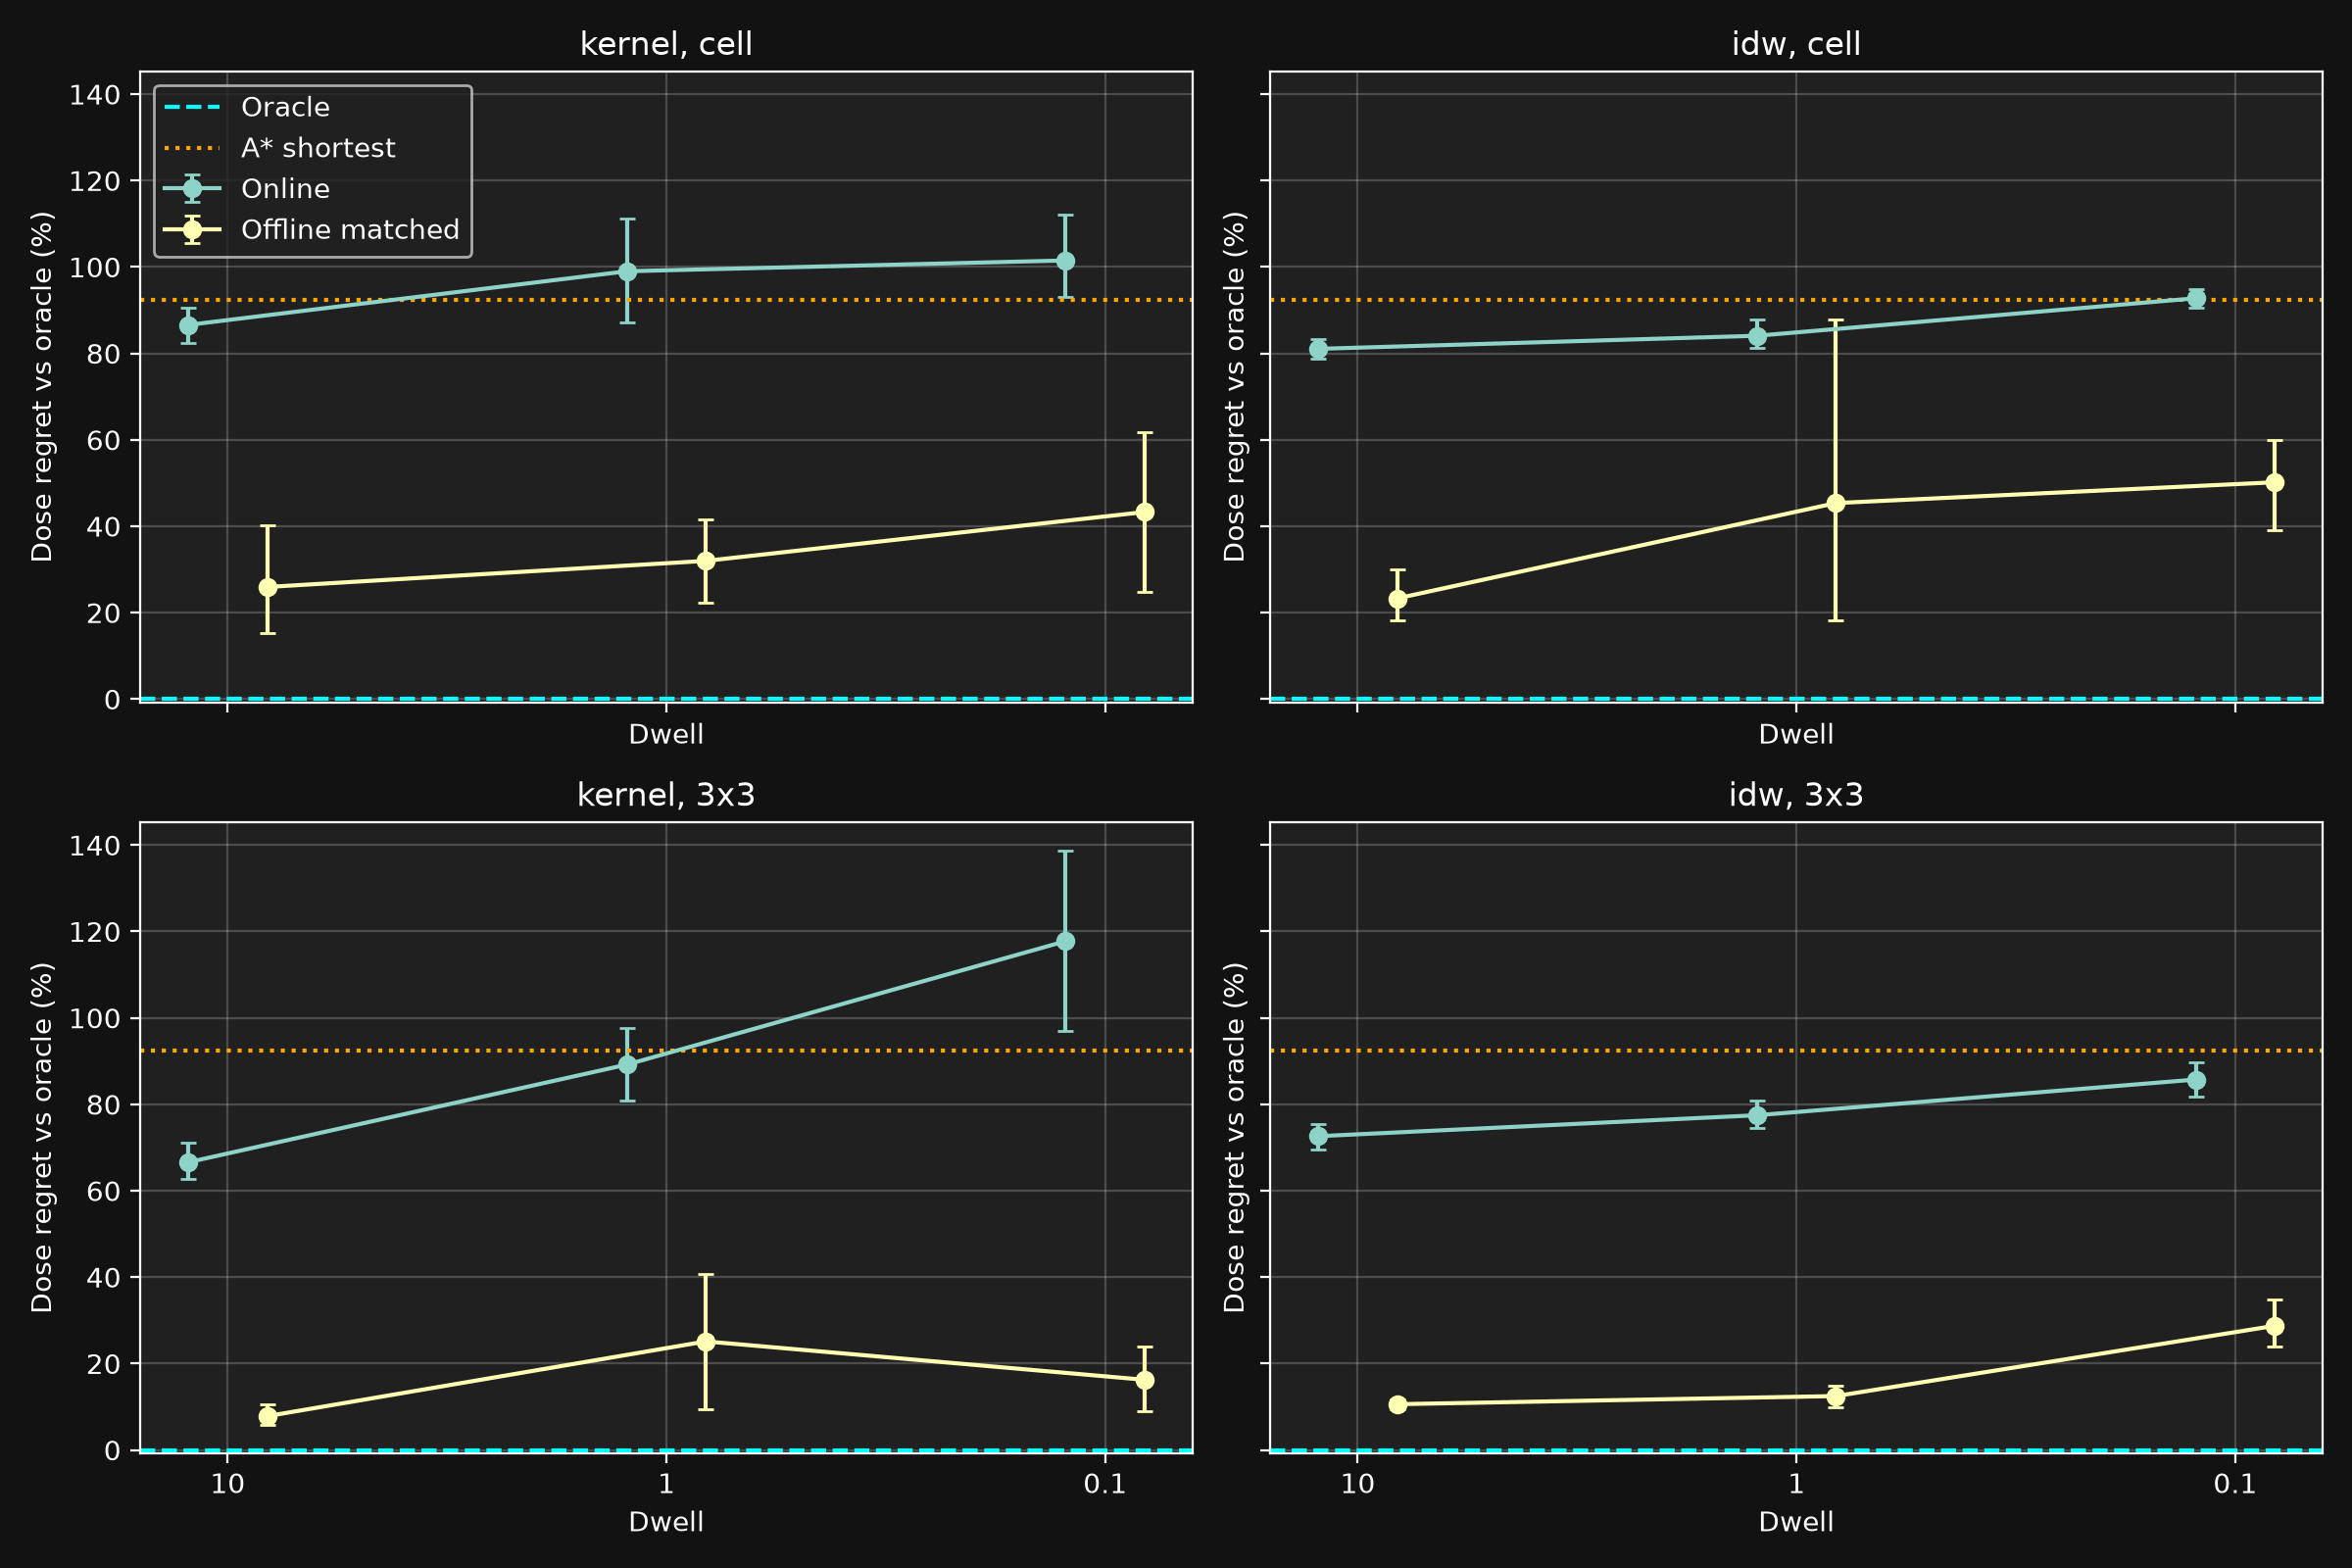 kernel, cell
idw, cell
140
120
100
80
60
40
20
0
Dose regret vs oracle (%)
Oracle
A* shortest
Online
Offline matched
Dwell
Dose regret vs oracle (%)
Dwell
kernel, 3x3
idw, 3x3
140
120
100
80
60
40
20
0
Dose regret vs oracle (%)
10
1
0.1
Dwell
Dose regret vs oracle (%)
10
1
0.1
Dwell